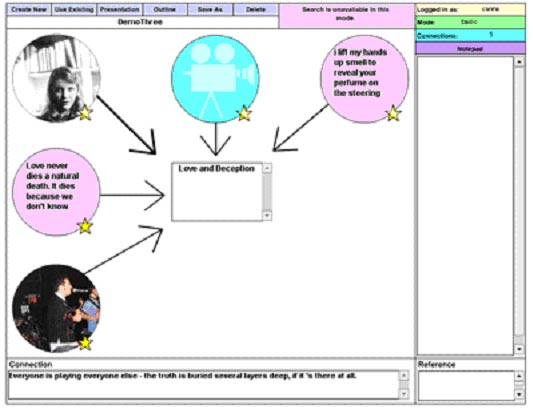 Create New Use Existing Presentation Outline Save As Delete
Search is unavailable in this
mode
Logged in as:
DemoThree
Mode
Connections: 5
Notepad
I lift my hands
up smell to
reveal your
perfume on
the steering
Love never
dies a natural
death. It dies
because we
don't know
Love and Deception
Connection
Everyone is playing everyone else - the truth is buried several layers deep, if it 's there at all.
Reference